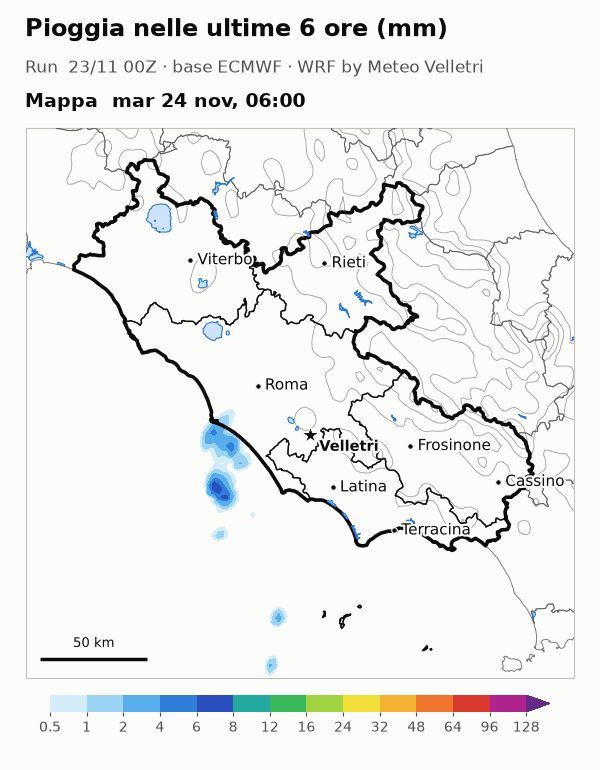 Pioggia nelle ultime 6 ore (mm)
Run 23/11 00Z · base ECMWF · WRF by Meteo Velletri
Mappa mar 24 nov, 06:00
Viterbo
Rieti
Roma
Velletri
Frosinone
Cassino
Latina
Terracina
50 km
0.5 1 2 4 6 8 12 16 24 32 48 64 96 128